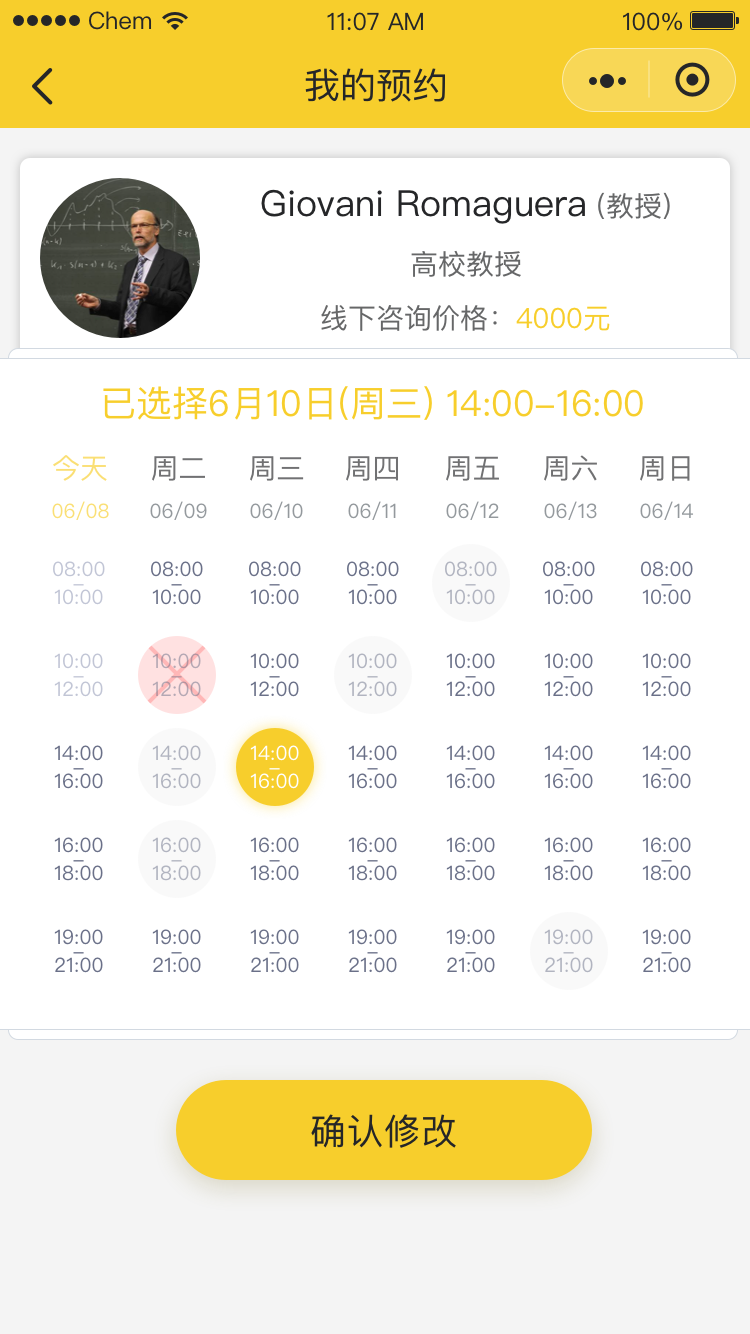 Chem 11:07 AM 100%
我的预约
Giovani Romaguera (教授)
高校教授
线下咨询价格：4000元
已选择6月10日(周三) 14:00–16:00
今天 周二 周三 周四 周五 周六 周日
06/08 06/09 06/10 06/11 06/12 06/13 06/14
08:00 08:00 08:00 08:00 08:00 08:00 08:00
– – – – – – –
10:00 10:00 10:00 10:00 10:00 10:00 10:00
10:00 10:00 10:00 10:00 10:00 10:00 10:00
– – – – – – –
12:00 12:00 12:00 12:00 12:00 12:00 12:00
14:00 14:00 14:00 14:00 14:00 14:00 14:00
– – – – – – –
16:00 16:00 16:00 16:00 16:00 16:00 16:00
16:00 16:00 16:00 16:00 16:00 16:00 16:00
– – – – – – –
18:00 18:00 18:00 18:00 18:00 18:00 18:00
19:00 19:00 19:00 19:00 19:00 19:00 19:00
– – – – – – –
21:00 21:00 21:00 21:00 21:00 21:00 21:00
确认修改